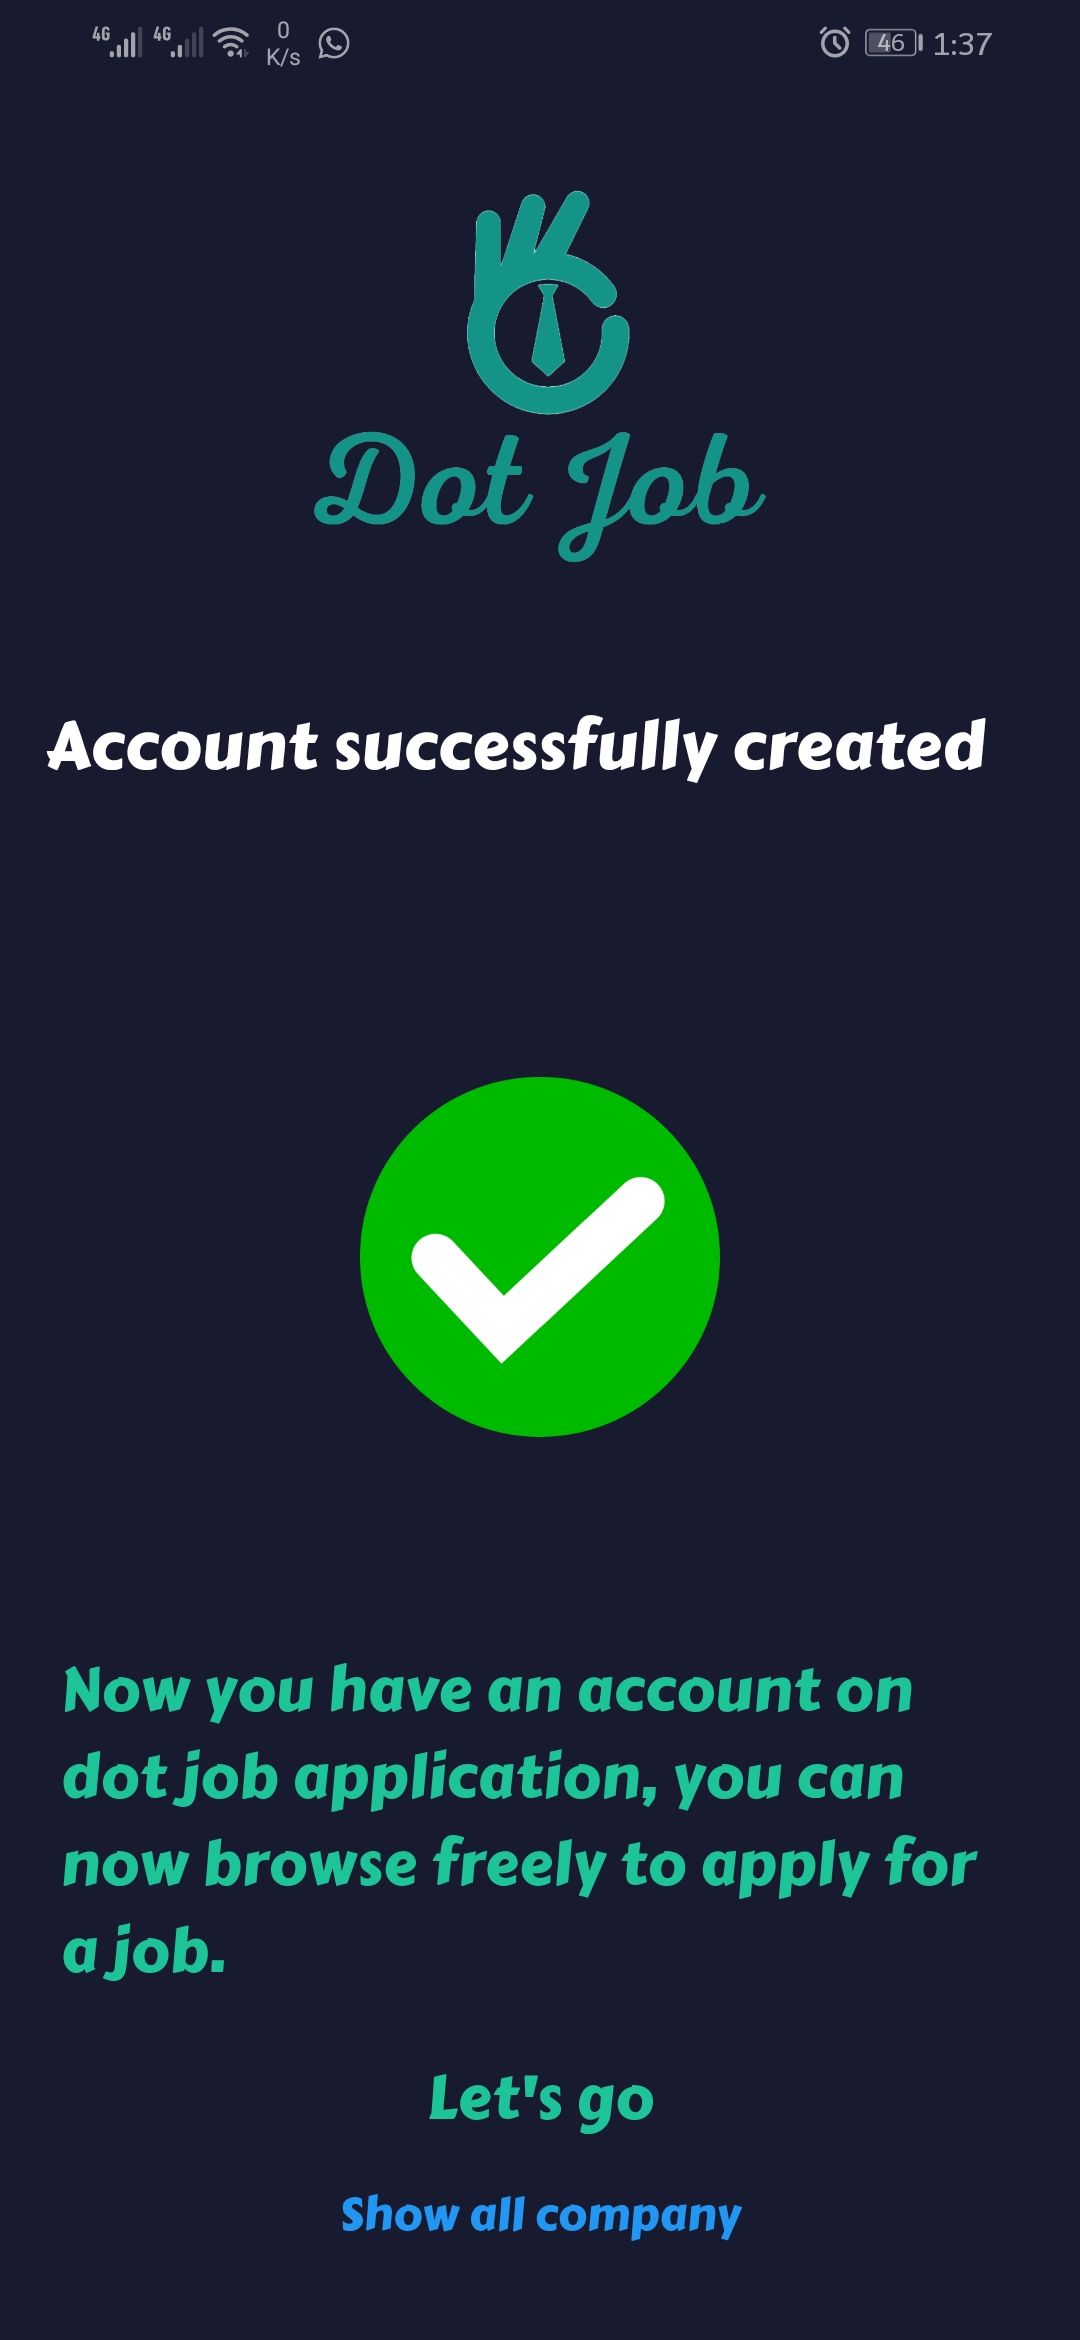 4G 4G 0 K/s 46 1:37
Dot Job
Account successfully created
Now you have an account on
dot job application, you can
now browse freely to apply for
a job.
Let's go
Show all company